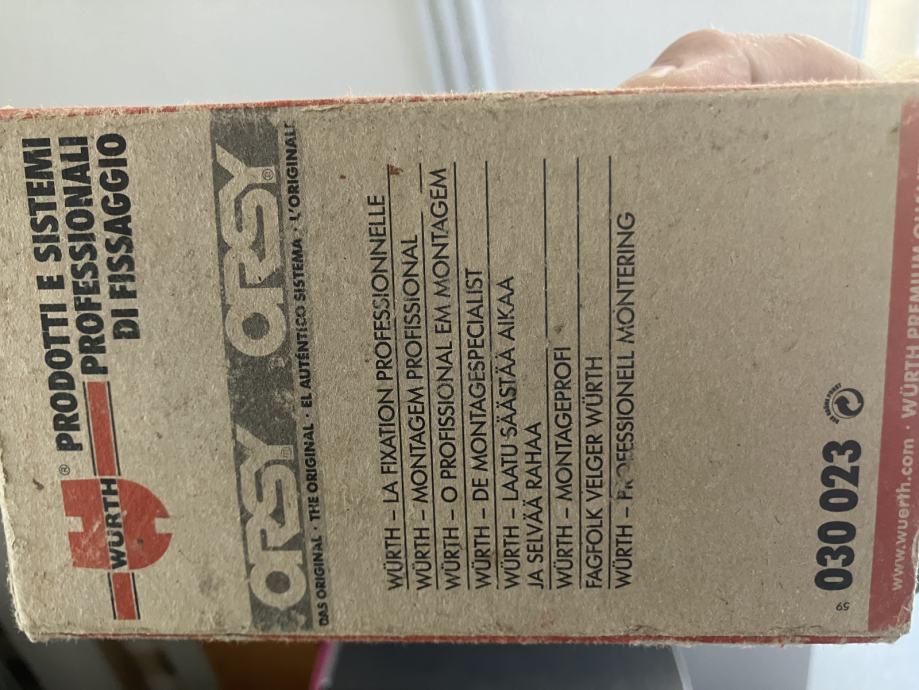 WÜRTH®
PRODOTTI E SISTEMI
PROFESSIONALI
DI FISSAGGIO
ORSY ORSY ORSY®
DAS ORIGINAL · THE ORIGINAL · EL AUTÉNTICO SISTEMA · L'ORIGINALE
WÜRTH – LA FIXATION PROFESSIONNELLE
WÜRTH – MONTAGEM PROFISSIONAL
WÜRTH – O PROFISSIONAL EM MONTAGEM
WÜRTH – DE MONTAGESPECIALIST
WÜRTH – LAATU SÄÄSTÄÄ AIKAA
JA SELVÄÄ RAHAA
WÜRTH – MONTAGEPROFI
FAGFOLK VELGER WÜRTH
WÜRTH – PROFESSIONELL MONTERING
59
030 023
www.wuerth.com · WÜRTH PREMIUM